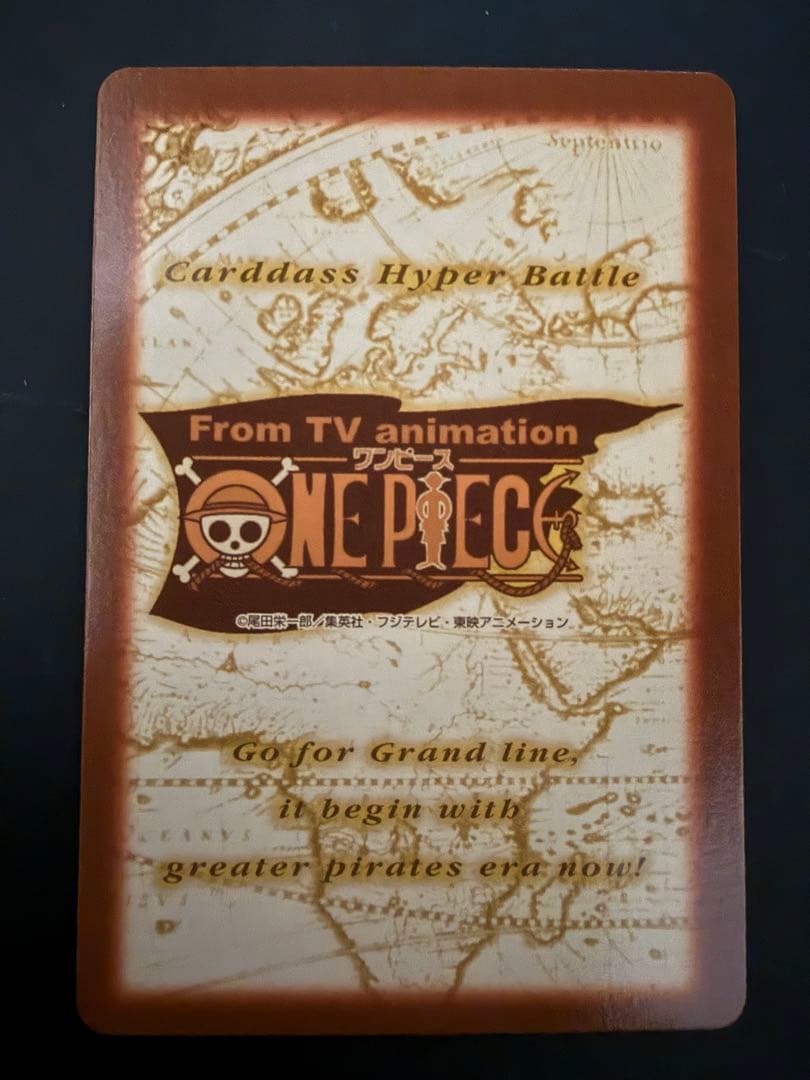 Septentrio
Carddass Hyper Battle
From TV animation
ワンピース
ONE PIECE
©尾田栄一郎／集英社・フジテレビ・東映アニメーション
Go for Grand line,
it begin with
greater pirates era now!